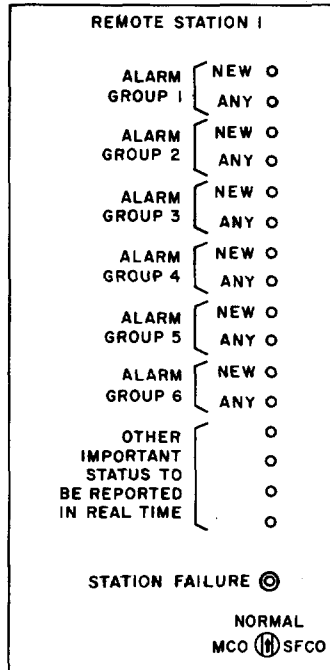 REMOTE STATION I
ALARM GROUP 1
NEW
ANY
ALARM GROUP 2
NEW
ANY
ALARM GROUP 3
NEW
ANY
ALARM GROUP 4
NEW
ANY
ALARM GROUP 5
NEW
ANY
ALARM GROUP 6
NEW
ANY
OTHER
IMPORTANT
STATUS TO
BE REPORTED
IN REAL TIME
STATION FAILURE
NORMAL
MCO SFCO